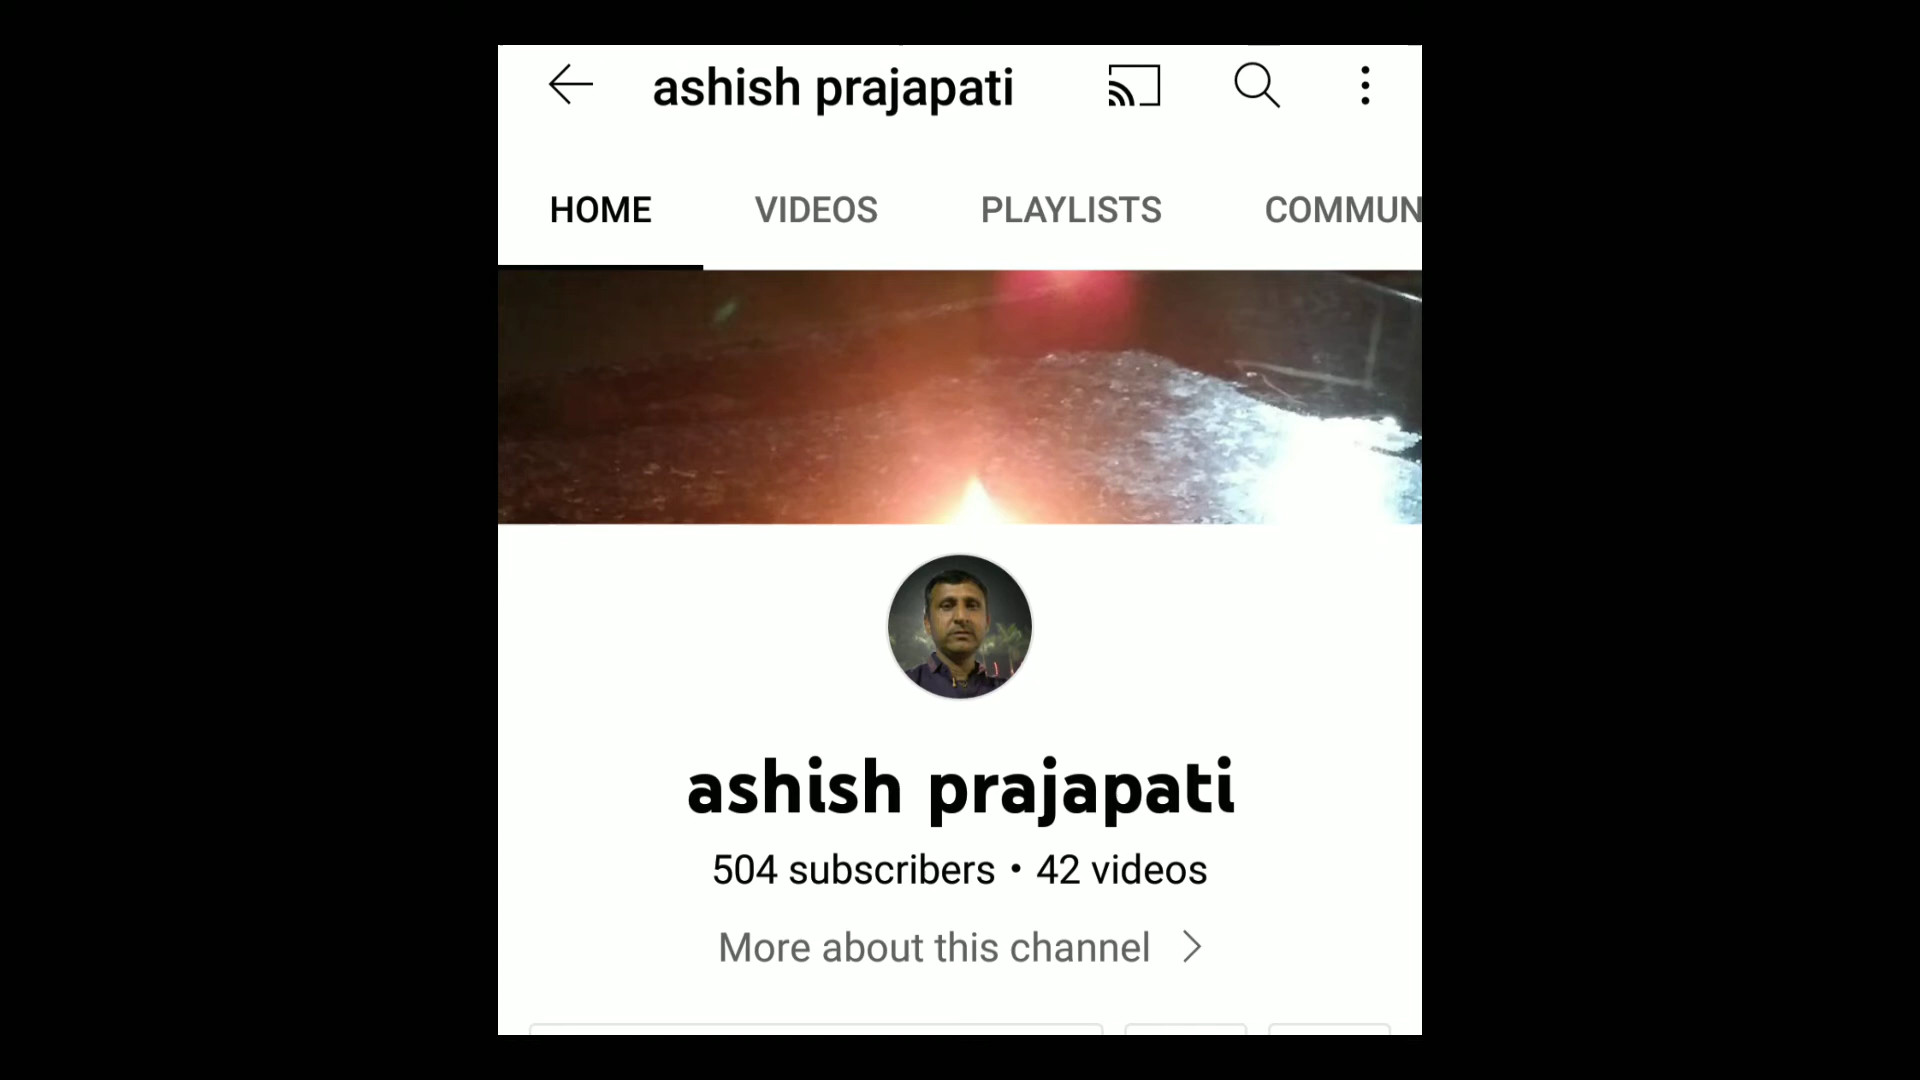 ashish prajapati
HOME VIDEOS PLAYLISTS COMMUN
ashish prajapati
504 subscribers • 42 videos
More about this channel